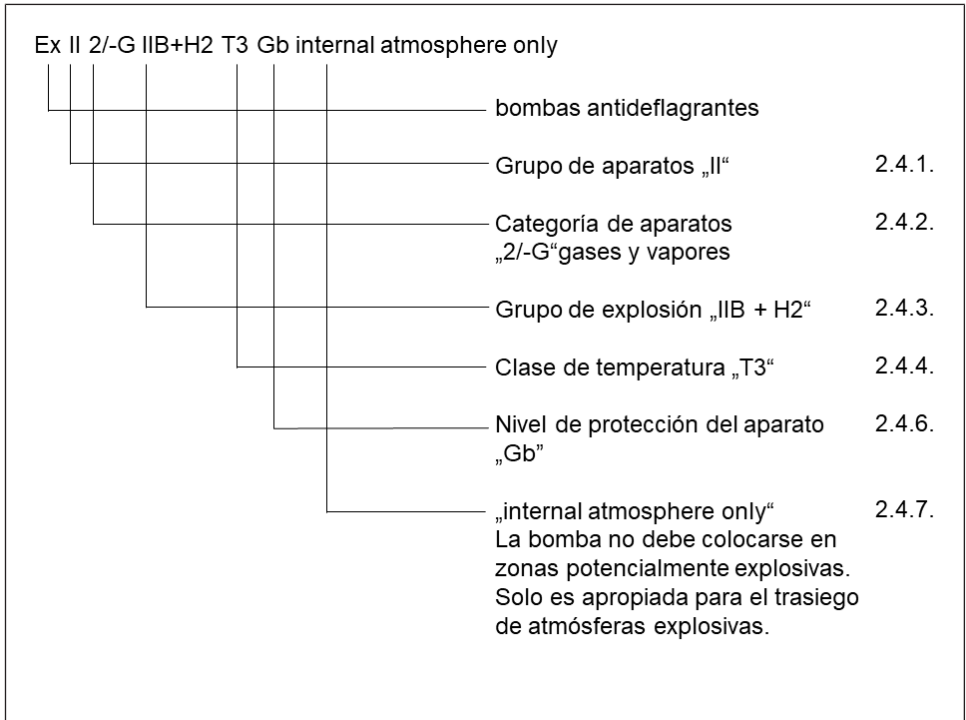 Ex II 2/-G IIB+H2 T3 Gb internal atmosphere only
bombas antideflagrantes
Grupo de aparatos „II“ 2.4.1.
Categoría de aparatos 2.4.2.
„2/-G“gases y vapores
Grupo de explosión „IIB + H2“ 2.4.3.
Clase de temperatura „T3“ 2.4.4.
Nivel de protección del aparato 2.4.6.
„Gb”
„internal atmosphere only“ 2.4.7.
La bomba no debe colocarse en
zonas potencialmente explosivas.
Solo es apropiada para el trasiego
de atmósferas explosivas.